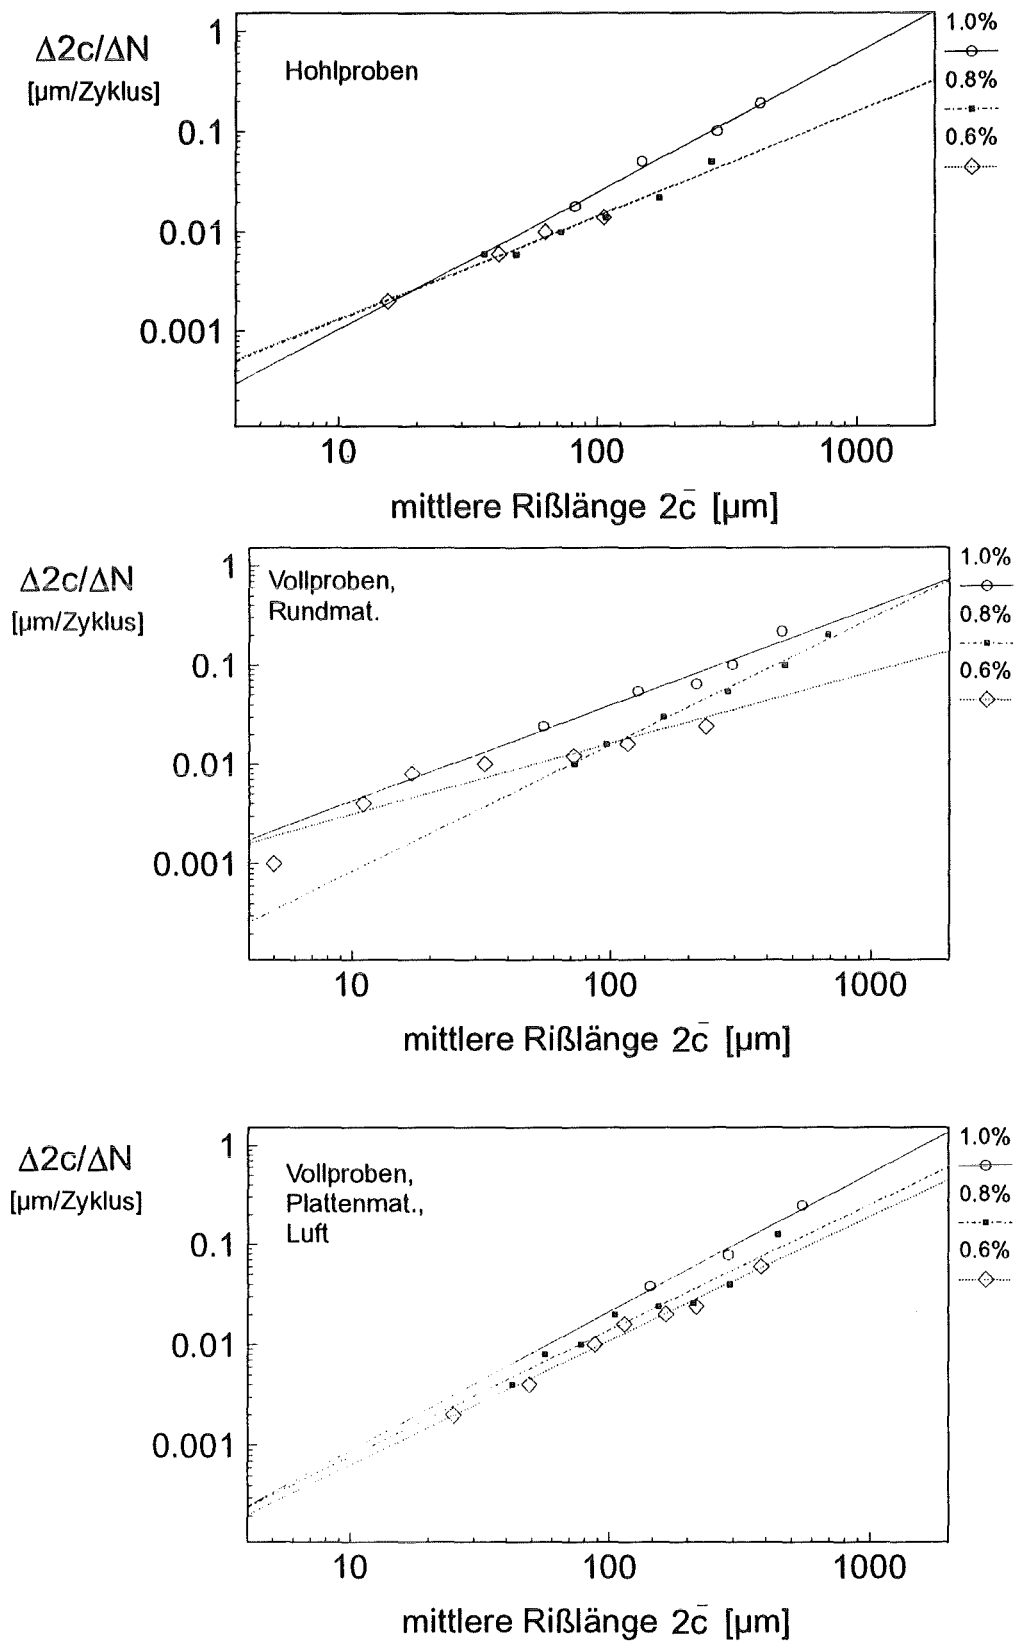 Δ2c/ΔN
[µm/Zyklus]
Hohlproben
1
0.1
0.01
0.001
10
100
1000
mittlere Rißlänge 2c̄ [µm]
1.0%
0.8%
0.6%
Δ2c/ΔN
[µm/Zyklus]
Vollproben,
Rundmat.
1
0.1
0.01
0.001
10
100
1000
mittlere Rißlänge 2c̄ [µm]
1.0%
0.8%
0.6%
Δ2c/ΔN
[µm/Zyklus]
Vollproben,
Plattenmat.,
Luft
1
0.1
0.01
0.001
10
100
1000
mittlere Rißlänge 2c̄ [µm]
1.0%
0.8%
0.6%